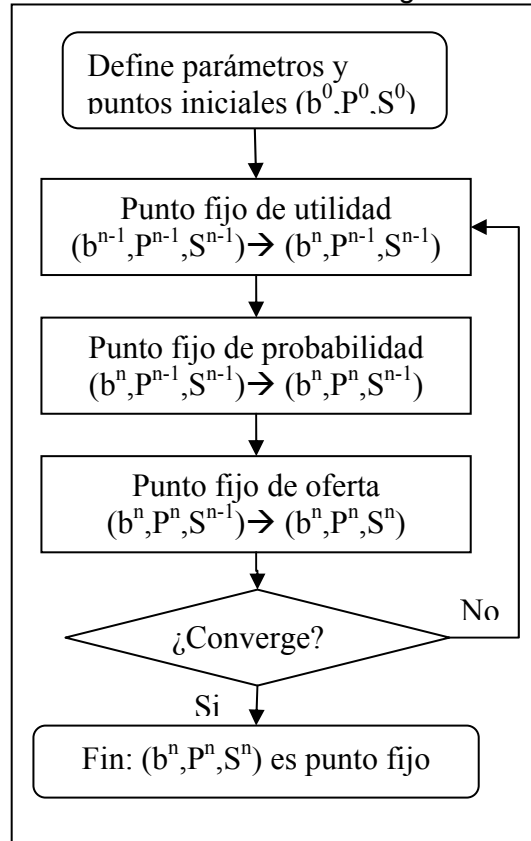 Define parámetros y
puntos iniciales (b⁰,P⁰,S⁰)
Punto fijo de utilidad
(bⁿ⁻¹,Pⁿ⁻¹,Sⁿ⁻¹)→ (bⁿ,Pⁿ⁻¹,Sⁿ⁻¹)
Punto fijo de probabilidad
(bⁿ,Pⁿ⁻¹,Sⁿ⁻¹)→ (bⁿ,Pⁿ,Sⁿ⁻¹)
Punto fijo de oferta
(bⁿ,Pⁿ,Sⁿ⁻¹)→ (bⁿ,Pⁿ,Sⁿ)
¿Converge?
No
Si
Fin: (bⁿ,Pⁿ,Sⁿ) es punto fijo